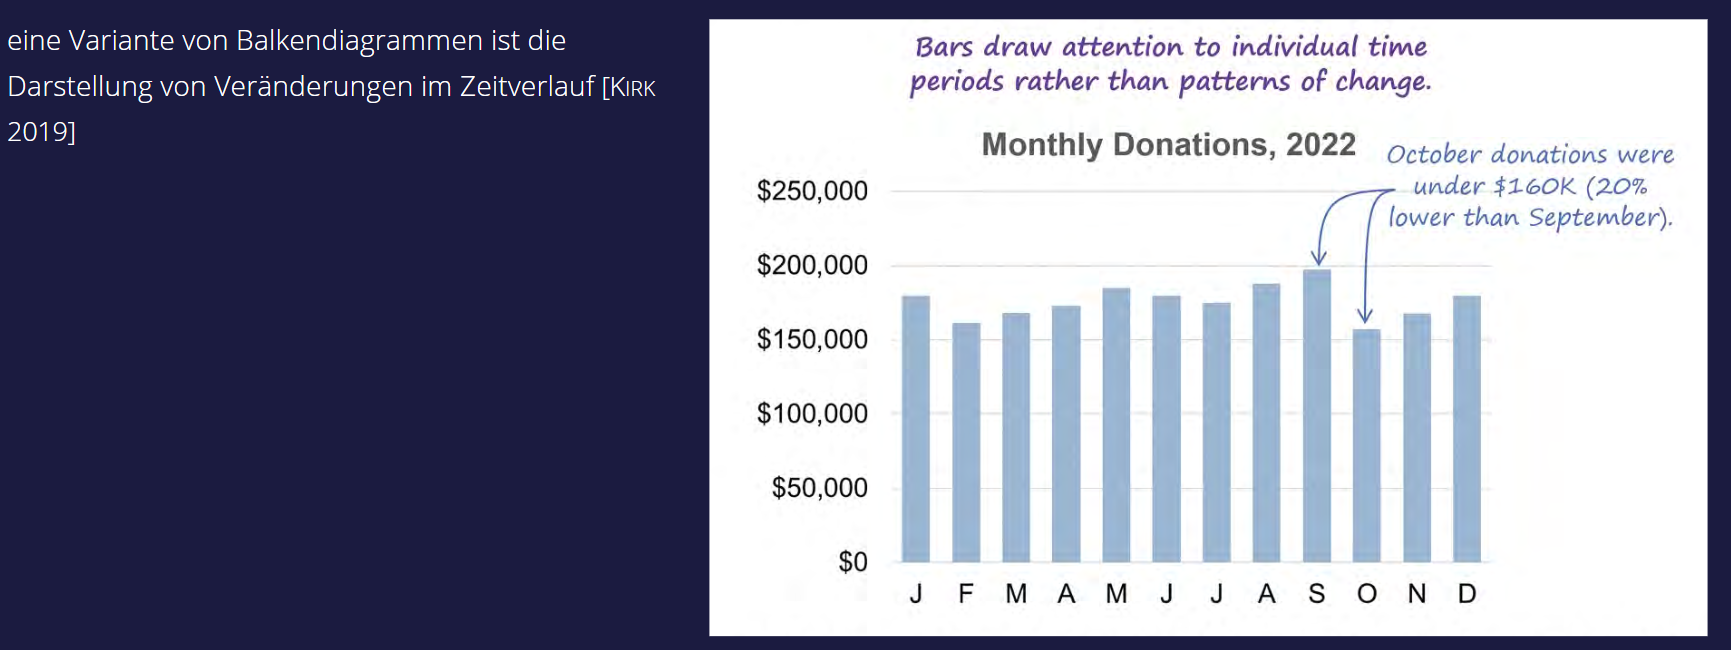 eine Variante von Balkendiagrammen ist die
Darstellung von Veränderungen im Zeitverlauf [KIRK
2019]
Bars draw attention to individual time
periods rather than patterns of change.
Monthly Donations, 2022
October donations were
under $160K (20%
lower than September).
$250,000
$200,000
$150,000
$100,000
$50,000
$0
J F M A M J J A S O N D